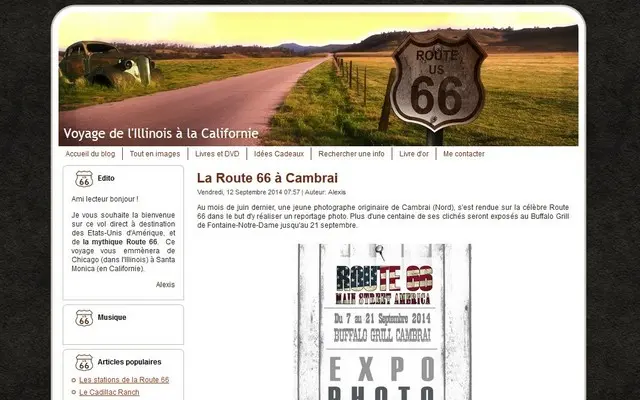 ROUTE
US
66
Voyage de l'Illinois à la Californie
Accueil du blog
Tout en images
Livres et DVD
Idées Cadeaux
Rechercher une info
Livre d'or
Me contacter
66
Edito
Ami lecteur bonjour !
Je vous souhaite la bienvenue
sur ce vol direct à destination
des Etats-Unis d'Amérique, et
de la mythique Route 66. Ce
voyage vous emmènera de
Chicago (dans l'Illinois) à Santa
Monica (en Californie).
Alexis
66
Musique
66
Articles populaires
Les stations de la Route 66
Le Cadillac Ranch
La Route 66 à Cambrai
Vendredi, 12 Septembre 2014 07:57 | Auteur: Alexis
Au mois de juin dernier, une jeune photographe originaire de Cambrai (Nord), s'est rendue sur la célèbre Route
66 dans le but d'y réaliser un reportage photo. Plus d'une centaine de ses clichés seront exposés au Buffalo Grill
de Fontaine-Notre-Dame jusqu'au 21 septembre.
ROUTE 66
MAIN STREET AMERICA
Du 7 au 21 Septembre 2014
BUFFALO GRILL CAMBRAI
EXPO
PHOTO